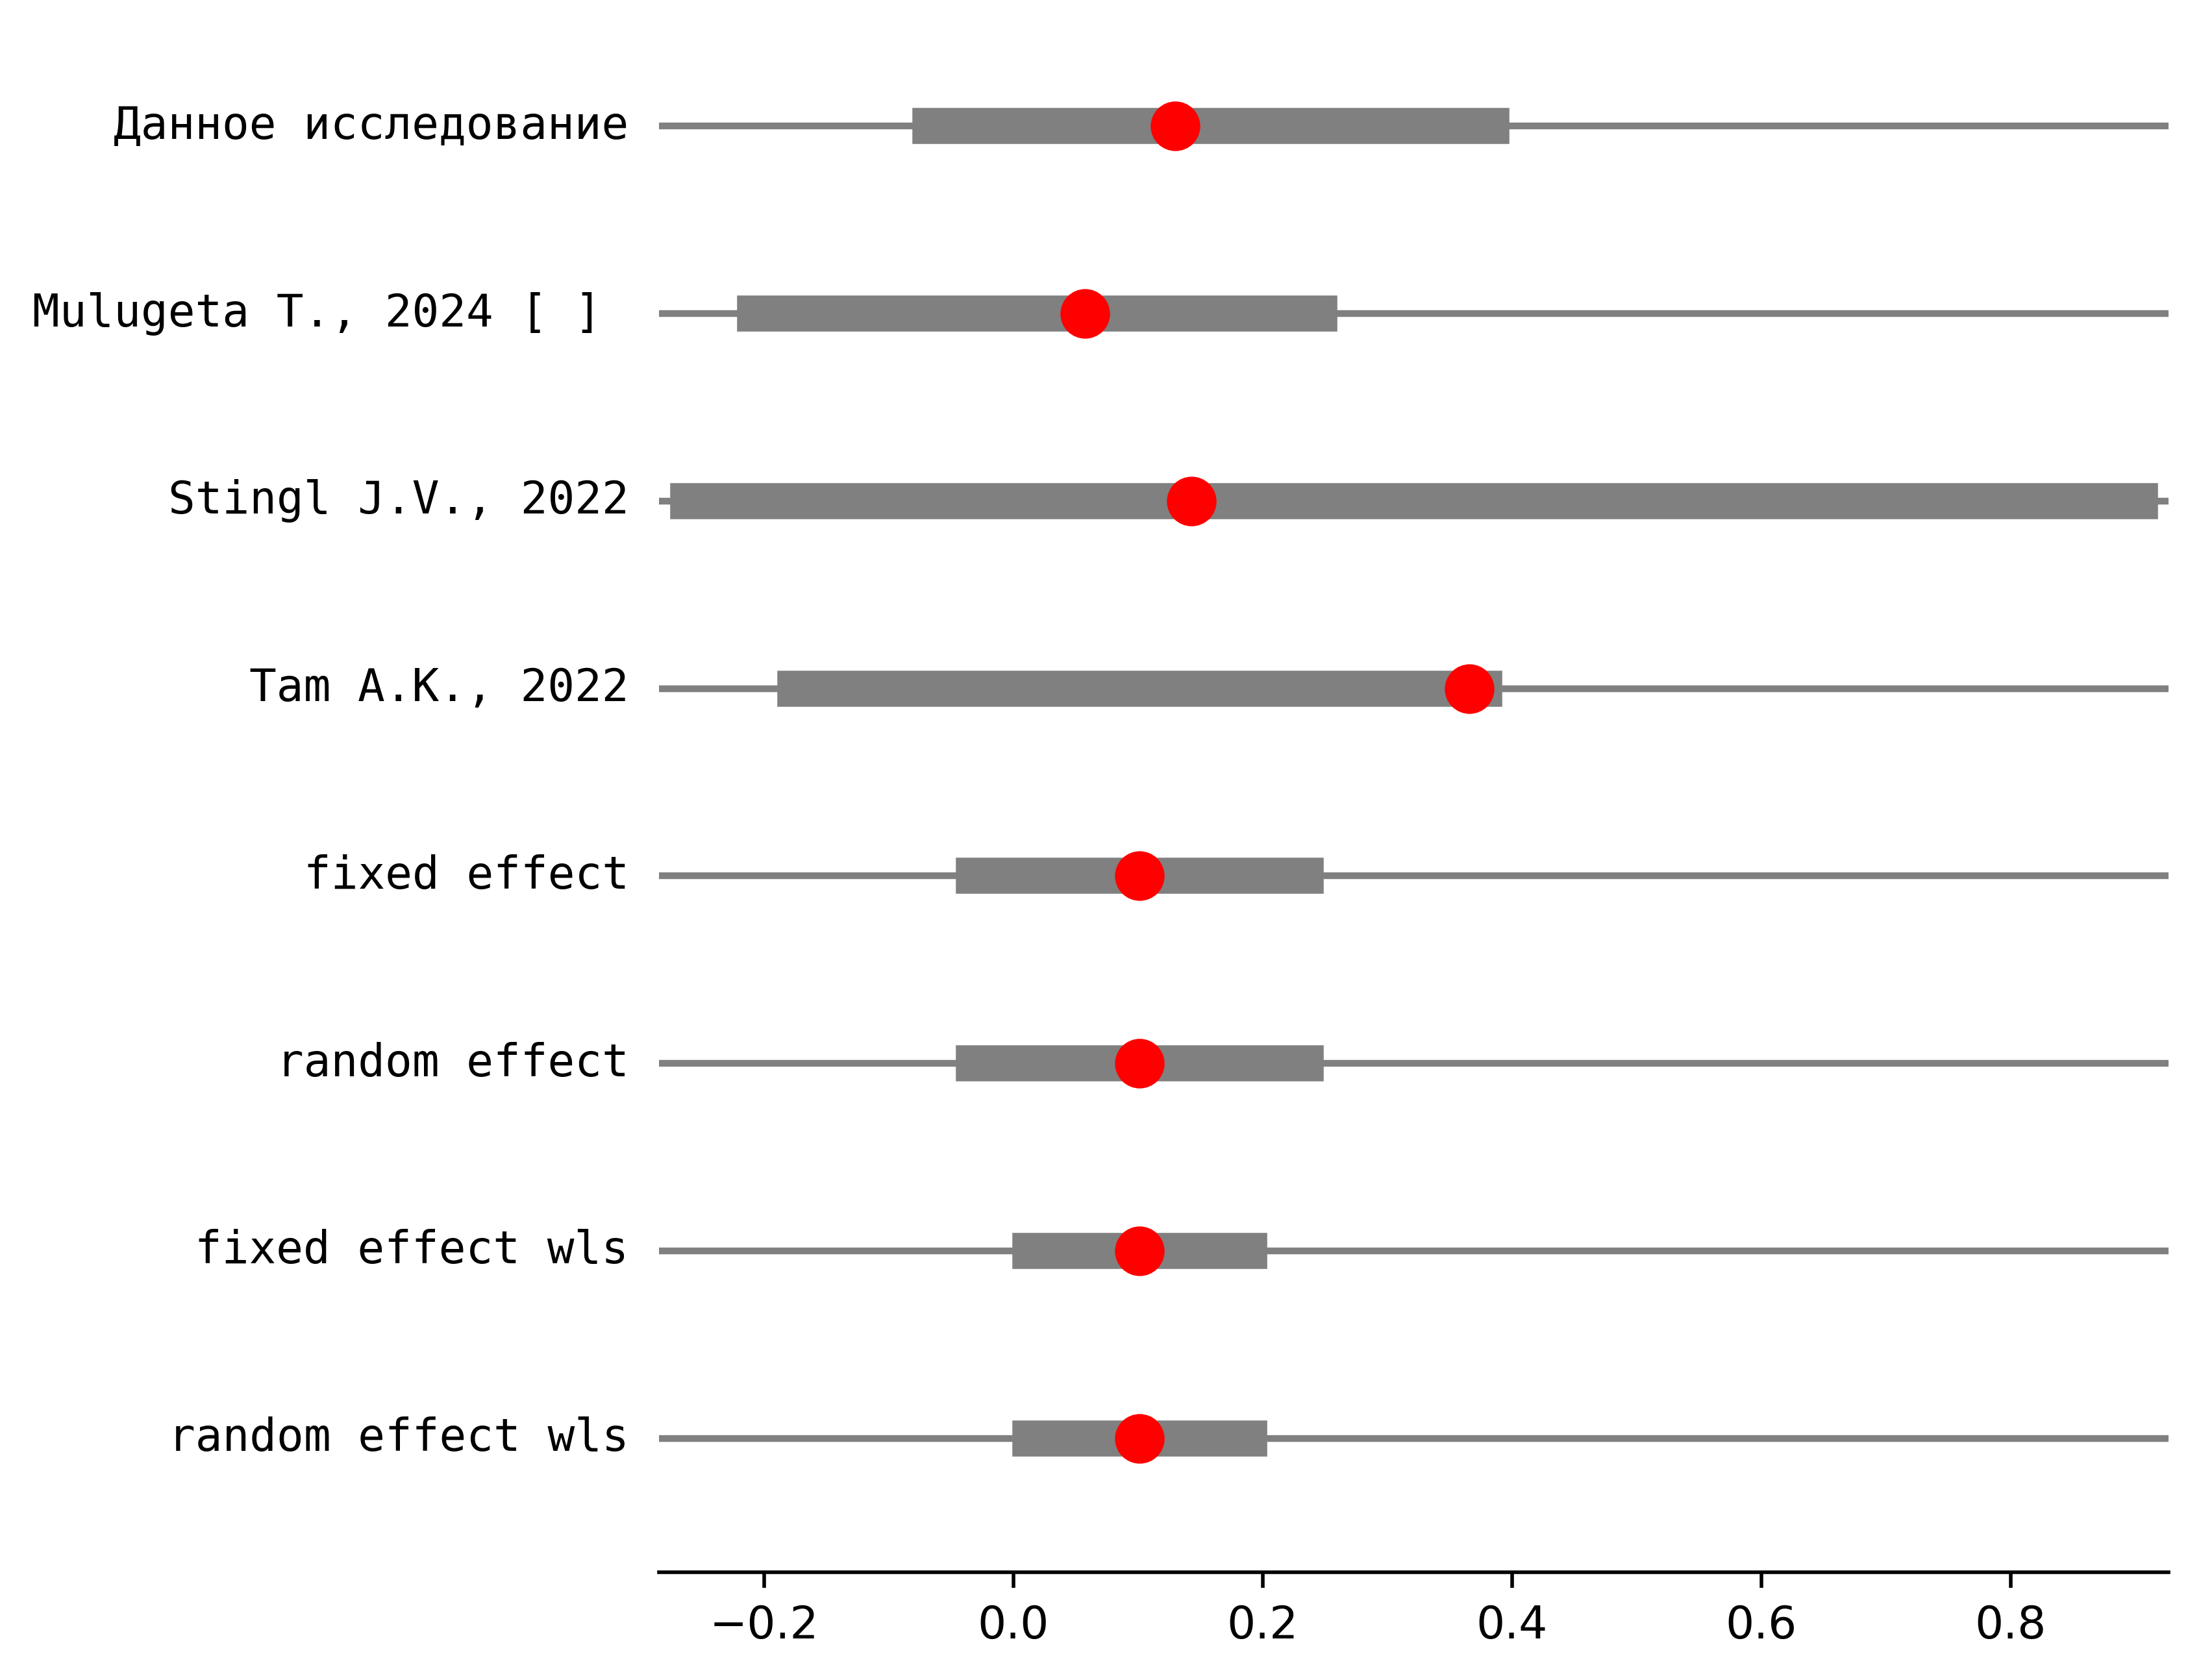 Данное исследование
Mulugeta T., 2024 [ ]
Stingl J.V., 2022
Tam A.K., 2022
fixed effect
random effect
fixed effect wls
random effect wls
−0.2 0.0 0.2 0.4 0.6 0.8